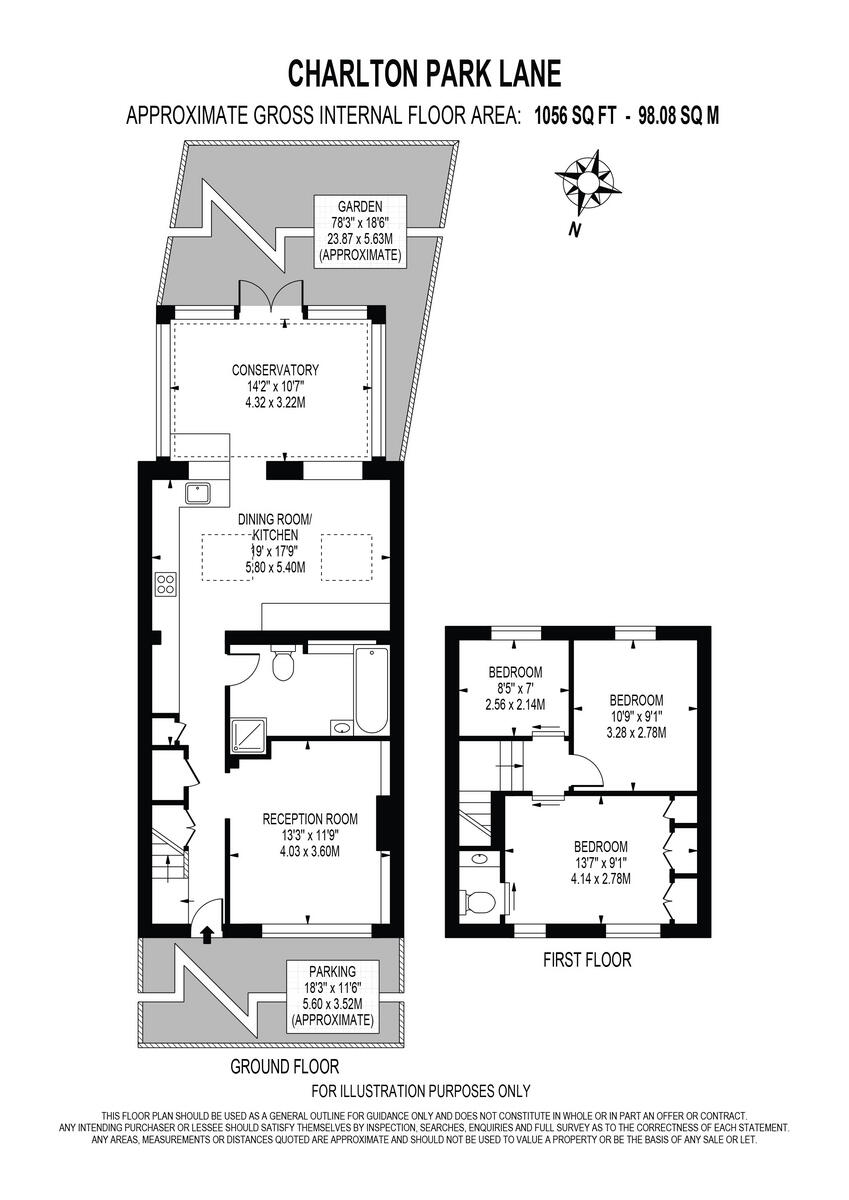 CHARLTON PARK LANE
APPROXIMATE GROSS INTERNAL FLOOR AREA: 1056 SQ FT - 98.08 SQ M
N
GARDEN
78'3" x 18'6"
23.87 x 5.63M
(APPROXIMATE)
CONSERVATORY
14'2" x 10'7"
4.32 x 3.22M
DINING ROOM/
KITCHEN
19' x 17'9"
5.80 x 5.40M
RECEPTION ROOM
13'3" x 11'9"
4.03 x 3.60M
PARKING
18'3" x 11'6"
5.60 x 3.52M
(APPROXIMATE)
GROUND FLOOR
BEDROOM
8'5" x 7'
2.56 x 2.14M
BEDROOM
10'9" x 9'1"
3.28 x 2.78M
BEDROOM
13'7" x 9'1"
4.14 x 2.78M
FIRST FLOOR
FOR ILLUSTRATION PURPOSES ONLY
THIS FLOOR PLAN SHOULD BE USED AS A GENERAL OUTLINE FOR GUIDANCE ONLY AND DOES NOT CONSTITUTE IN WHOLE OR IN PART AN OFFER OR CONTRACT.
ANY INTENDING PURCHASER OR LESSEE SHOULD SATISFY THEMSELVES BY INSPECTION, SEARCHES, ENQUIRIES AND FULL SURVEY AS TO THE CORRECTNESS OF EACH STATEMENT.
ANY AREAS, MEASUREMENTS OR DISTANCES QUOTED ARE APPROXIMATE AND SHOULD NOT BE USED TO VALUE A PROPERTY OR BE THE BASIS OF ANY SALE OR LET.